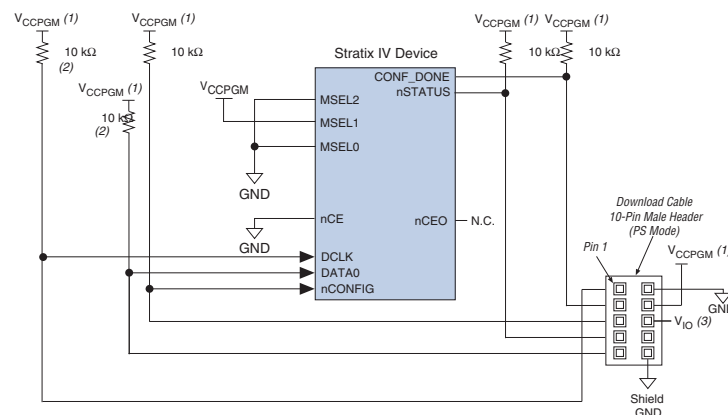 VCCPGM (1)
VCCPGM (1)
VCCPGM (1)
VCCPGM (1)
10 kΩ
(2)
10 kΩ
10 kΩ
10 kΩ
Stratix IV Device
VCCPGM (1)
10 kΩ
(2)
VCCPGM
CONF_DONE
nSTATUS
MSEL2
MSEL1
MSEL0
GND
nCE
nCEO
N.C.
GND
DCLK
DATA0
nCONFIG
Download Cable
10-Pin Male Header
(PS Mode)
Pin 1
VCCPGM (1)
GND
VIO (3)
Shield
GND